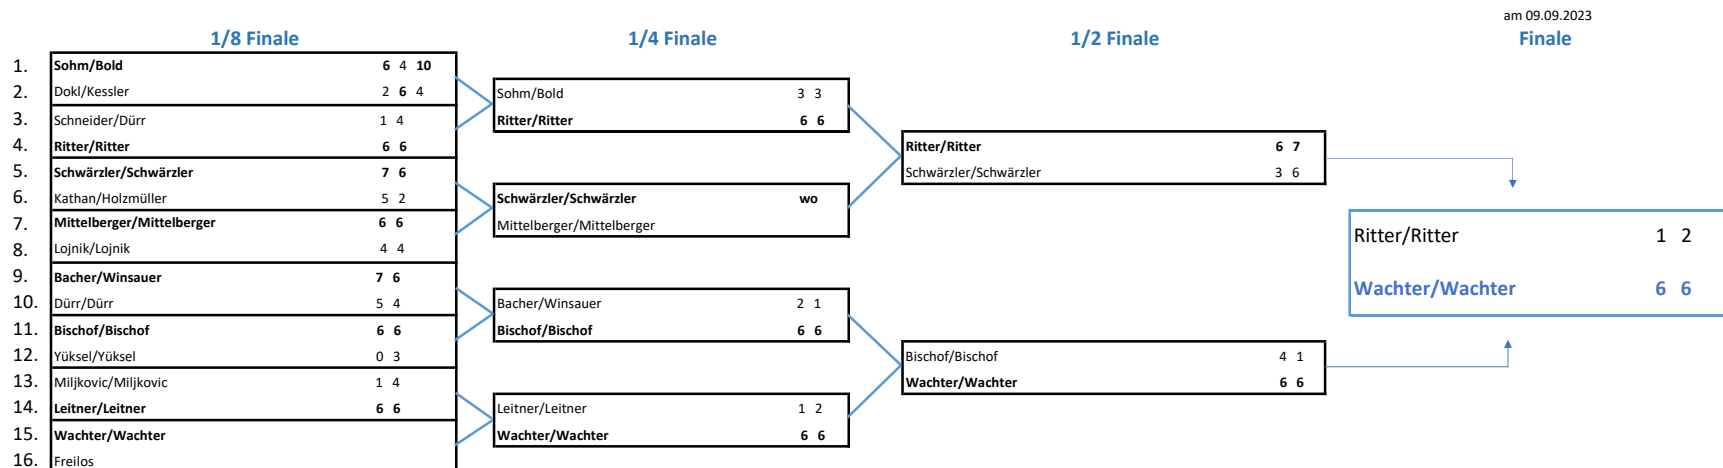 am 09.09.2023
1/8 Finale 1/4 Finale 1/2 Finale Finale
1. Sohm/Bold 6 4 10
2. Dokl/Kessler 2 6 4
3. Schneider/Dürr 1 4
4. Ritter/Ritter 6 6
5. Schwärzler/Schwärzler 7 6
6. Kathan/Holzmüller 5 2
7. Mittelberger/Mittelberger 6 6
8. Lojnik/Lojnik 4 4
9. Bacher/Winsauer 7 6
10. Dürr/Dürr 5 4
11. Bischof/Bischof 6 6
12. Yüksel/Yüksel 0 3
13. Miljkovic/Miljkovic 1 4
14. Leitner/Leitner 6 6
15. Wachter/Wachter
16. Freilos
Sohm/Bold 3 3
Ritter/Ritter 6 6
Schwärzler/Schwärzler wo
Mittelberger/Mittelberger
Bacher/Winsauer 2 1
Bischof/Bischof 6 6
Leitner/Leitner 1 2
Wachter/Wachter 6 6
Ritter/Ritter 6 7
Schwärzler/Schwärzler 3 6
Bischof/Bischof 4 1
Wachter/Wachter 6 6
Ritter/Ritter 1 2
Wachter/Wachter 6 6